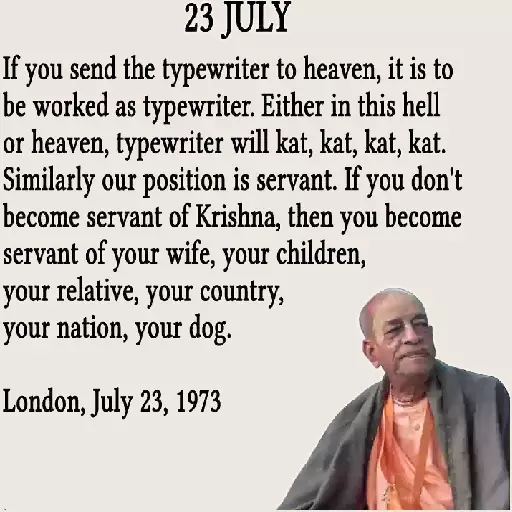 23 JULY
If you send the typewriter to heaven, it is to
be worked as typewriter. Either in this hell
or heaven, typewriter will kat, kat, kat, kat.
Similarly our position is servant. If you don't
become servant of Krishna, then you become
servant of your wife, your children,
your relative, your country,
your nation, your dog.
London, July 23, 1973